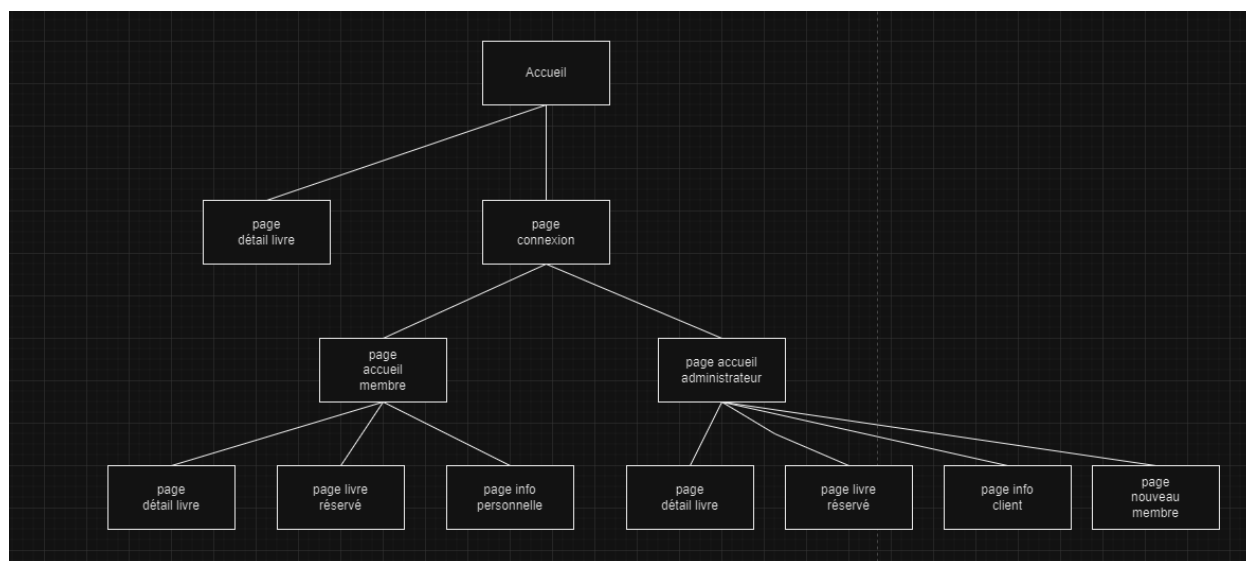 Accueil
page
détail livre
page
connexion
page
accueil
membre
page accueil
administrateur
page
détail livre
page livre
réservé
page info
personnelle
page
détail livre
page livre
réservé
page info
client
page
nouveau
membre